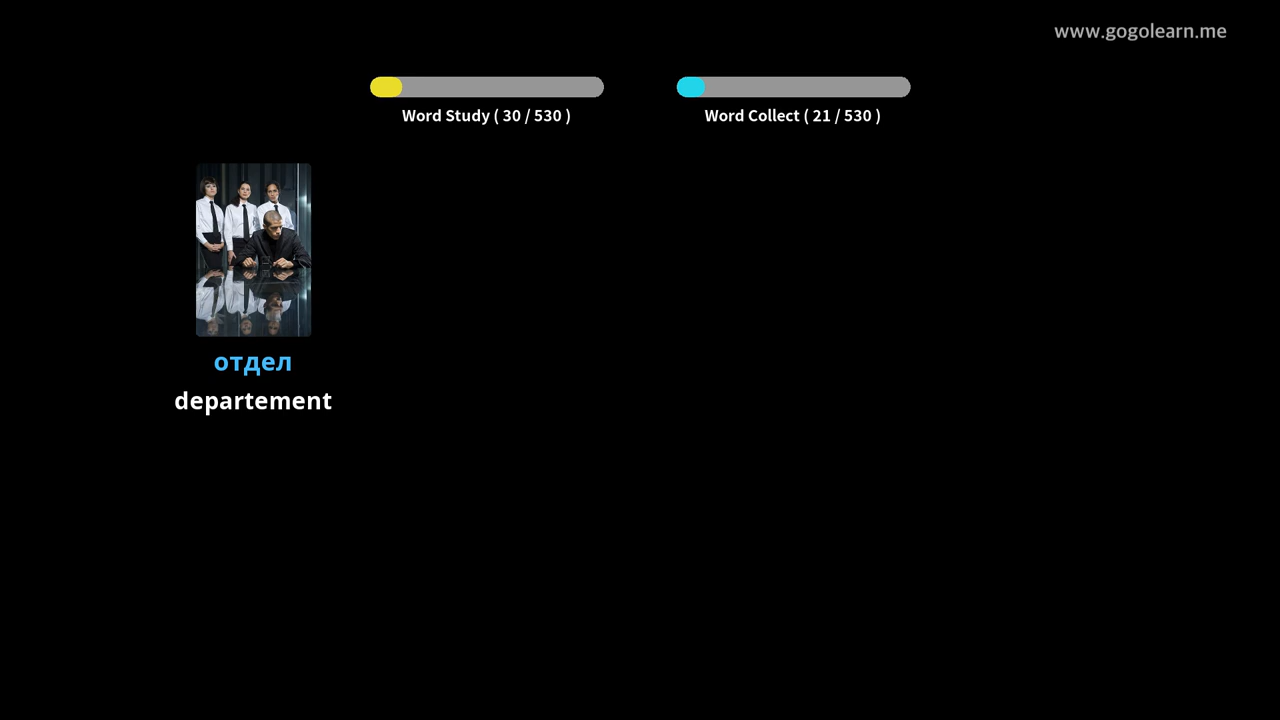 www.gogolearn.me
Word Study ( 30 / 530 )
Word Collect ( 21 / 530 )
отдел
departement